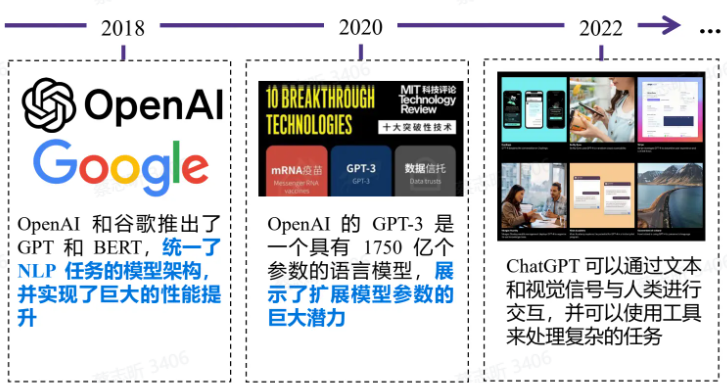 2018
2020
2022
...
OpenAI
Google
OpenAI 和谷歌推出了
GPT 和 BERT，统一了
NLP 任务的模型架构，
并实现了巨大的性能提
升
10 BREAKTHROUGH
TECHNOLOGIES
MIT 科技评论
Technology
Review
十大突破性技术
mRNA疫苗
Messenger RNA
vaccines
GPT-3
GPT-3
数据信托
Data trusts
OpenAI 的 GPT-3 是
一个具有 1750 亿个
参数的语言模型，展
示了扩展模型参数的
巨大潜力
ChatGPT 可以通过文本
和视觉信号与人类进行
交互，并可以使用工具
来处理复杂的任务
3406